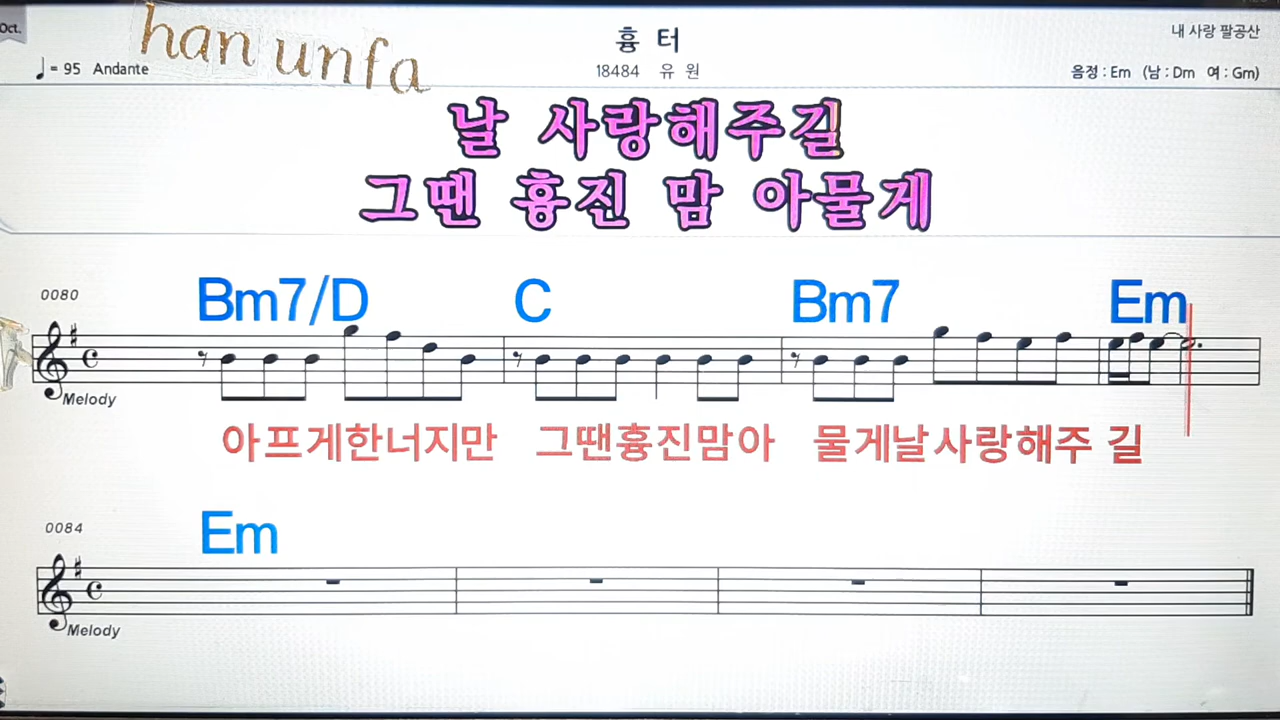 Oct.
han unfa
흉 터
내 사랑 팔공산
♩= 95 Andante
18484 유 원
음정 : Em (남 : Dm 여 : Gm)
날 사랑해주길
그땐 흉진 맘 아물게
0080
Bm7/D C Bm7 Em
Melody
아프게한너지만 그땐흉진맘아 물게날사랑해주 길
0084
Em
Melody